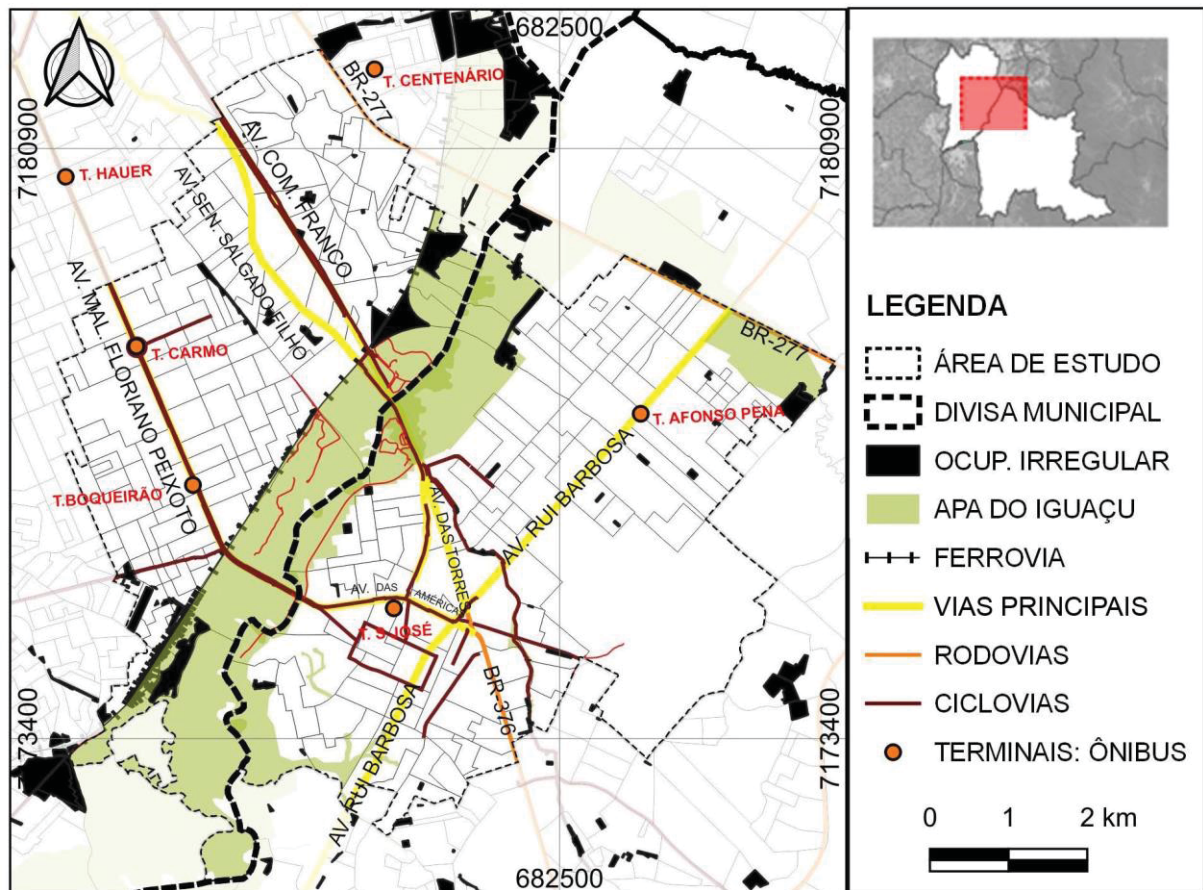 682500
BR-277
T. CENTENÁRIO
7180900
7180900
T. HAUER
AV. COM. FRANCO
AV. SEN. SALGADO FILHO
AV. MAL. FLORIANO PEIXOTO
T. CARMO
BR-277
T. AFONSO PENA
T.BOQUEIRÃO
AV. RUI BARBOSA
AV. DAS TORRES
AV. DAS AMÉRICAS
T. S. JOSÉ
BR-276
AV. RUI BARBOSA
7173400
7173400
682500
LEGENDA
ÁREA DE ESTUDO
DIVISA MUNICIPAL
OCUP. IRREGULAR
APA DO IGUAÇU
FERROVIA
VIAS PRINCIPAIS
RODOVIAS
CICLOVIAS
TERMINAIS: ÔNIBUS
0 1 2 km